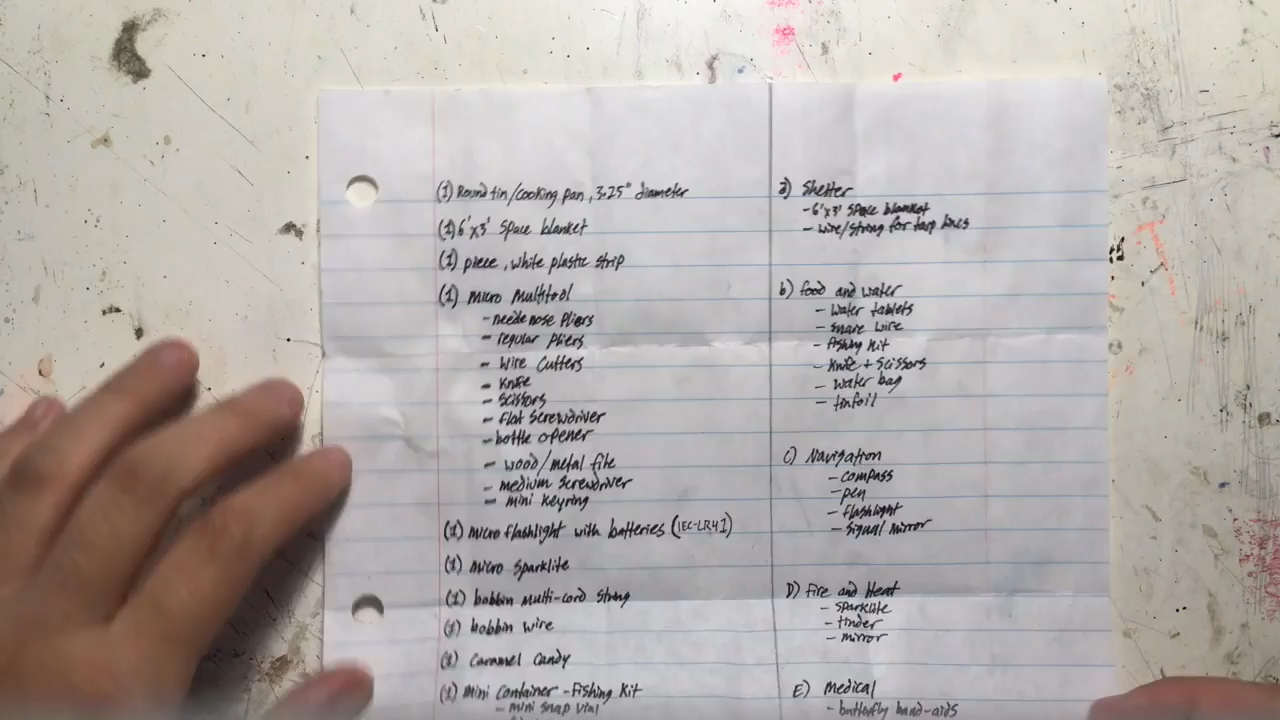 (1) Round tin/cooking pan, 3.25" diameter
(1) 6'x3' Space blanket
(1) piece, white plastic strip
(1) micro Multitool
- needenose Pliers
- regular Pliers
- Wire Cutters
- Knife
- Scissors
- flat Screwdriver
- bottle opener
- wood/metal file
- medium Screwdriver
- mini Keyring
(1) micro flashlight with batteries (IEC-LR41)
(1) micro Sparklite
(1) bobbin multi-cord String
(1) bobbin wire
(1) Caramel Candy
(1) mini Container - Fishing Kit
- mini snap vial
a) Shelter
- 6'x3' Space blanket
- wire/string for tarp lines
b) food and water
- water tablets
- snare wire
- fishing kit
- Knife + Scissors
- water bag
- tinfoil
C) Navigation
- compass
- pen
- flashlight
- signal mirror
D) Fire and Heat
- sparklite
- tinder
- mirror
E) Medical
- butterfly band-aids